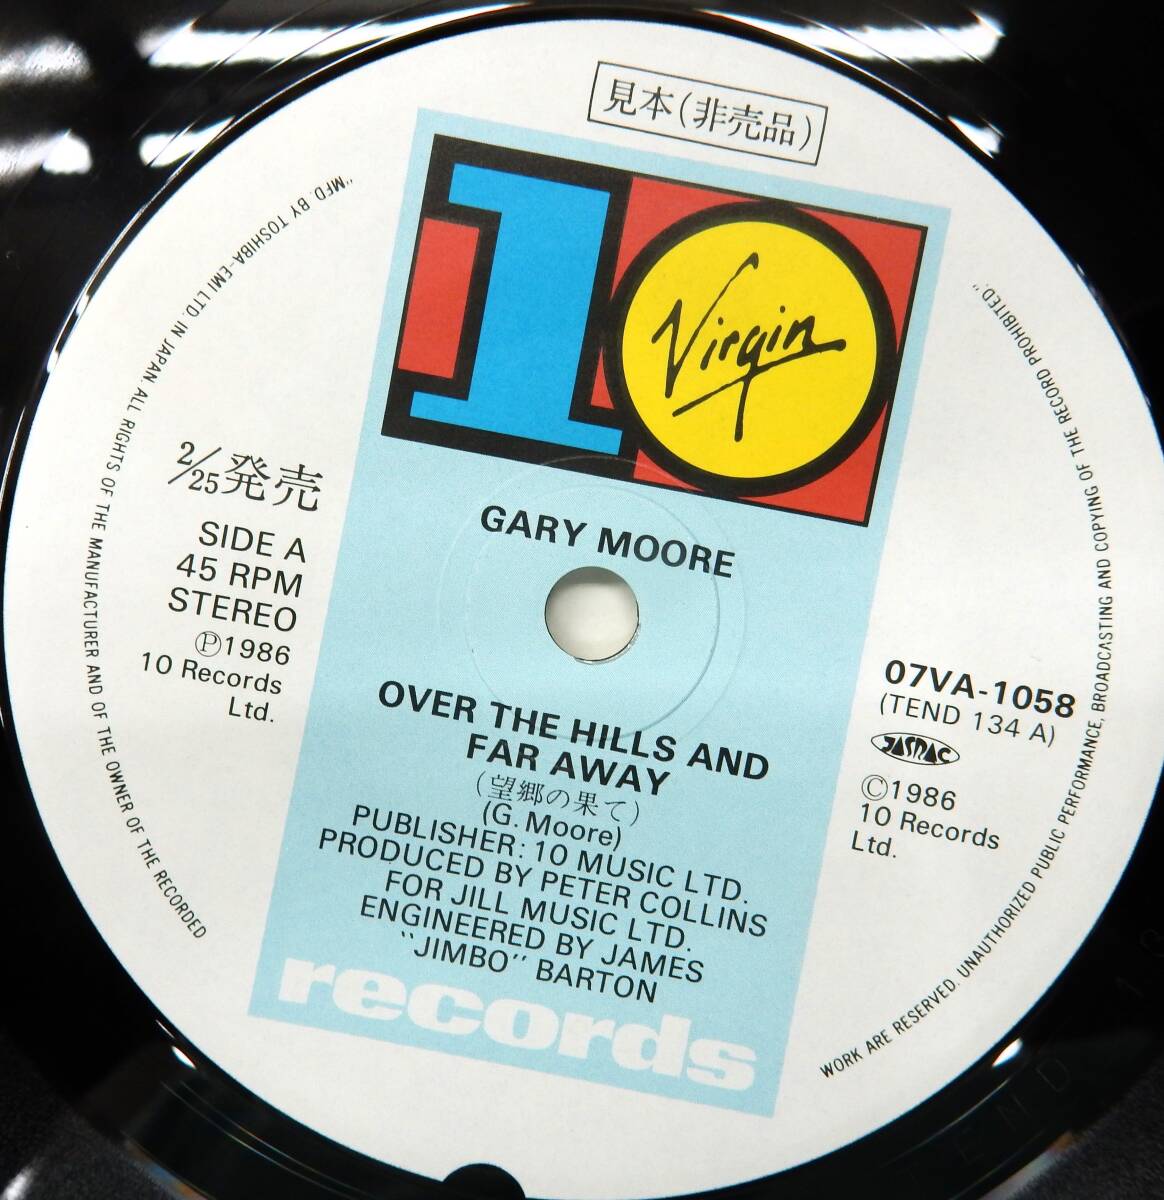 見本(非売品)
10
Virgin
GARY MOORE
2/25発売
SIDE A
45 RPM
STEREO
Ⓟ1986
10 Records
Ltd.
07VA-1058
(TEND 134 A)
JASRAC
©1986
10 Records
Ltd.
OVER THE HILLS AND
FAR AWAY
(望郷の果て)
(G. Moore)
PUBLISHER: 10 MUSIC LTD.
PRODUCED BY PETER COLLINS
FOR JILL MUSIC LTD.
ENGINEERED BY JAMES
"JIMBO" BARTON
records
"MFD. BY TOSHIBA-EMI LTD. IN JAPAN. ALL RIGHTS OF THE MANUFACTURER AND OF THE OWNER OF THE RECORDED
WORK ARE RESERVED. UNAUTHORIZED PUBLIC PERFORMANCE, BROADCASTING AND COPYING OF THE RECORD PROHIBITED."